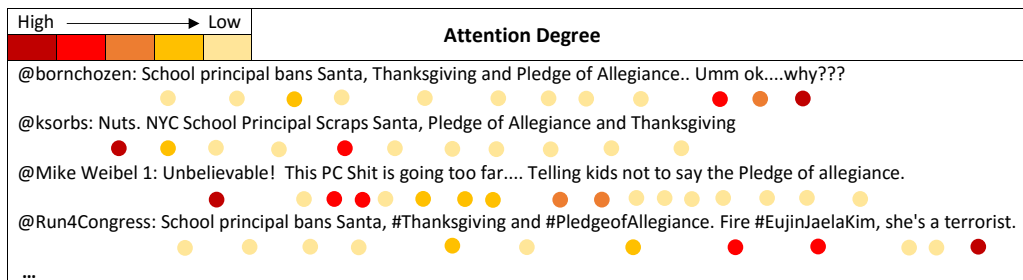 High Low
Attention Degree
@bornchozen: School principal bans Santa, Thanksgiving and Pledge of Allegiance.. Umm ok....why???
@ksorbs: Nuts. NYC School Principal Scraps Santa, Pledge of Allegiance and Thanksgiving
@Mike Weibel 1: Unbelievable!  This PC Shit is going too far.... Telling kids not to say the Pledge of allegiance.
@Run4Congress: School principal bans Santa, #Thanksgiving and #PledgeofAllegiance. Fire #EujinJaelaKim, she's a terrorist.
...